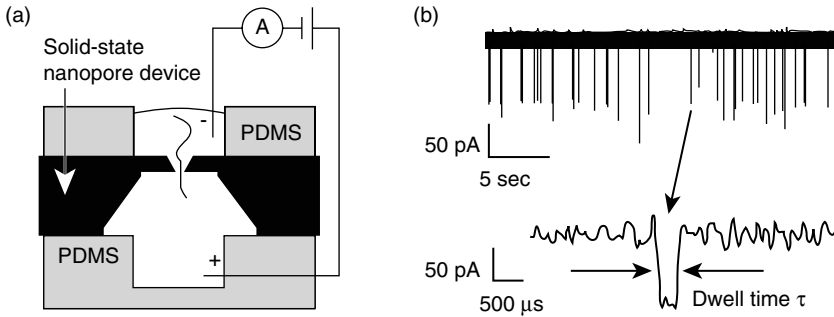 (a)
A
Solid-state
nanopore device
-
PDMS
PDMS
+
(b)
50 pA
5 sec
50 pA
500 μs
Dwell time τ